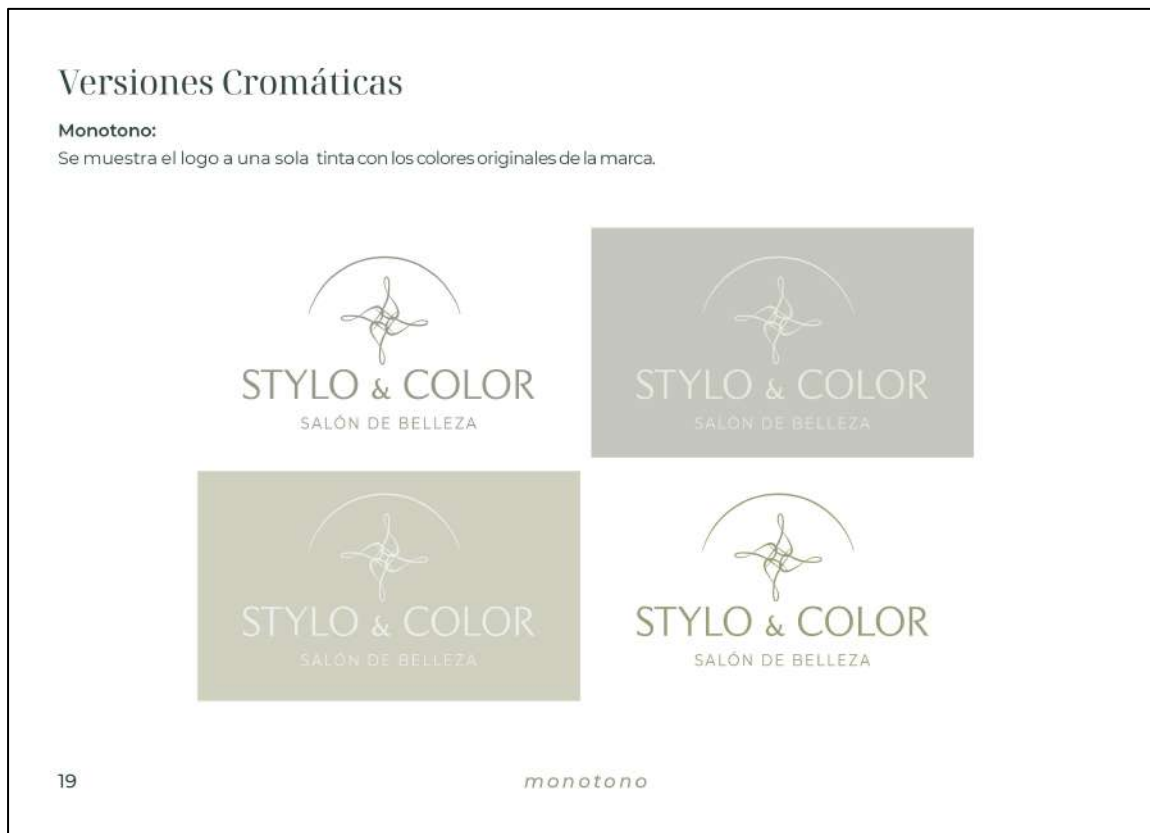 Versiones Cromáticas
Monotono:
Se muestra el logo a una sola tinta con los colores originales de la marca.
STYLO & COLOR
SALÓN DE BELLEZA
STYLO & COLOR
SALÓN DE BELLEZA
STYLO & COLOR
SALÓN DE BELLEZA
STYLO & COLOR
SALÓN DE BELLEZA
19
monotono